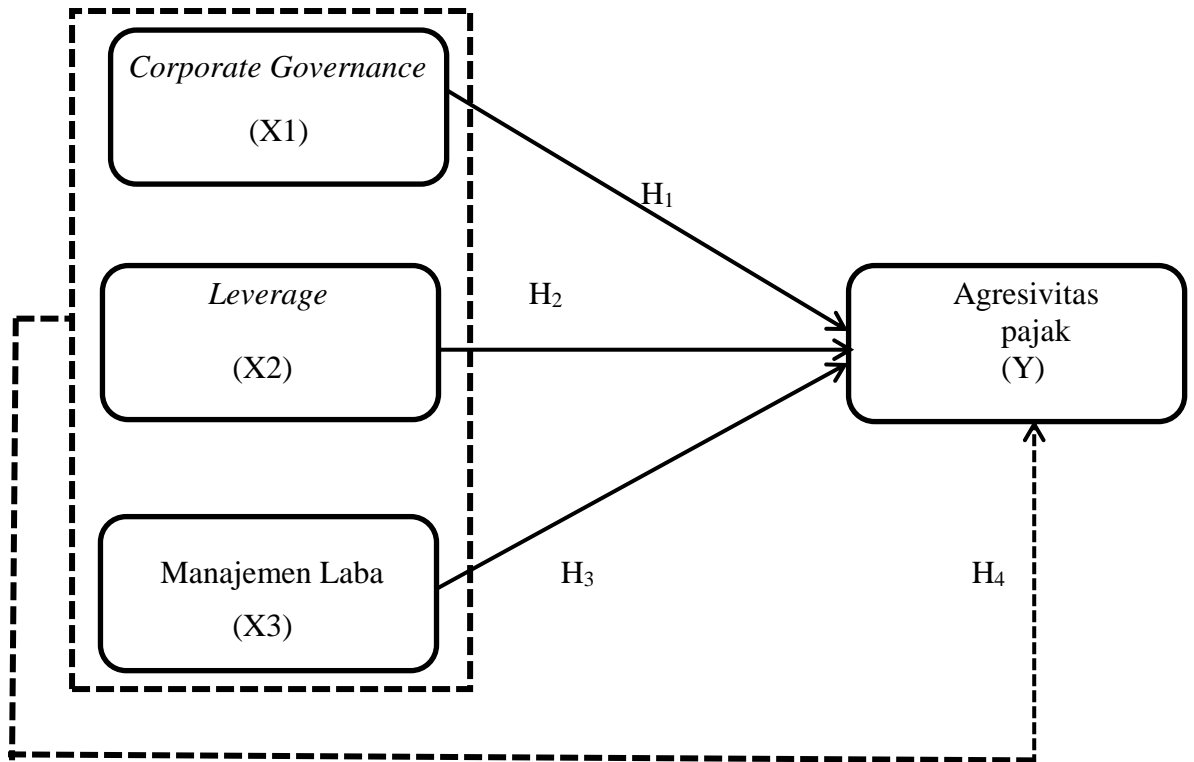 Corporate Governance
(X1)
H₁
Leverage
(X2)
H₂
Agresivitas
pajak
(Y)
Manajemen Laba
(X3)
H₃
H₄